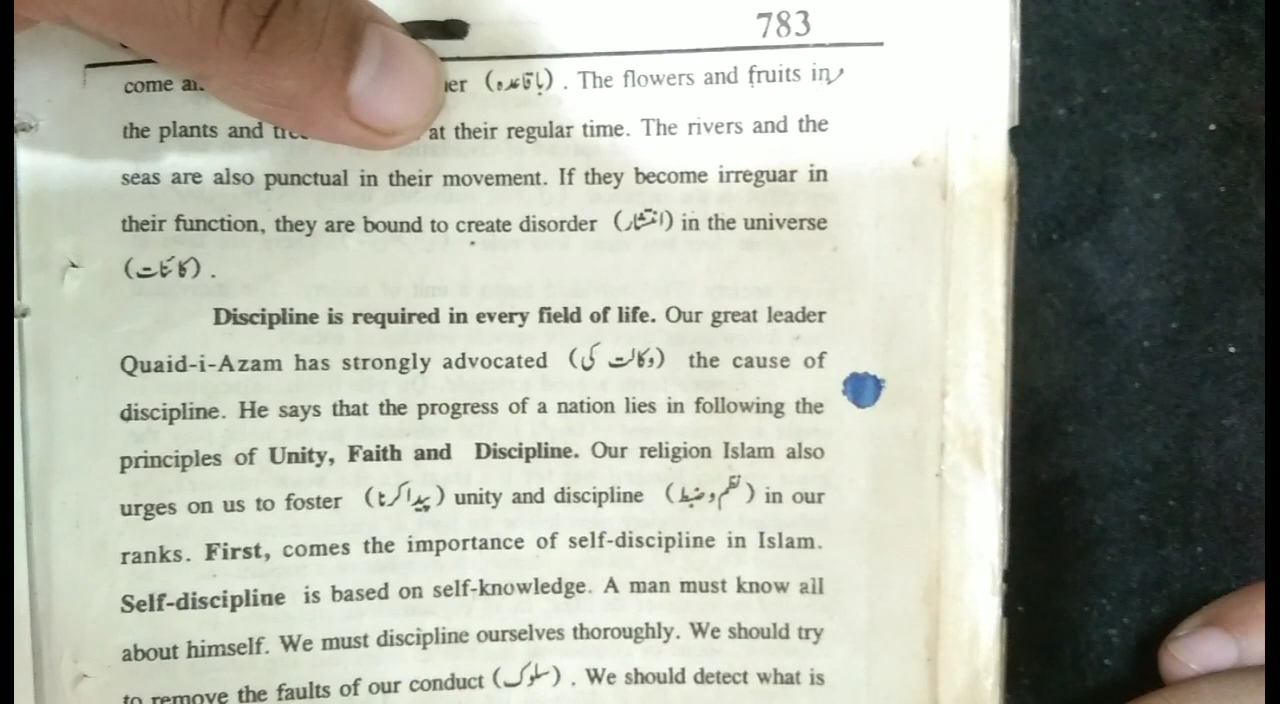 783
come (باقاعدہ) . The flowers and fruits in
the plants and at their regular time. The rivers and the
seas are also punctual in their movement. If they become irreguar in
their function, they are bound to create disorder (انتشار) in the universe
(کائنات) .
Discipline is required in every field of life. Our great leader
Quaid-i-Azam has strongly advocated (وکالت کی) the cause of
discipline. He says that the progress of a nation lies in following the
principles of Unity, Faith and Discipline. Our religion Islam also
urges on us to foster (پیدا کرنا) unity and discipline (نظم و ضبط) in our
ranks. First, comes the importance of self-discipline in Islam.
Self-discipline is based on self-knowledge. A man must know all
about himself. We must discipline ourselves thoroughly. We should try
to remove the faults of our conduct (سلوک) . We should detect what is